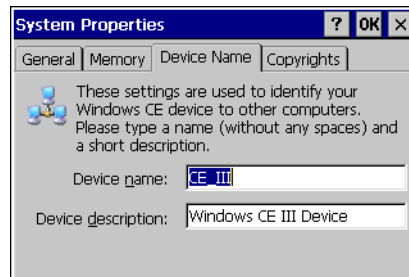 System Properties ? OK ×
General Memory Device Name Copyrights
These settings are used to identify your
Windows CE device to other computers.
Please type a name (without any spaces) and
a short description.
Device name: CE_III
Device description: Windows CE III Device